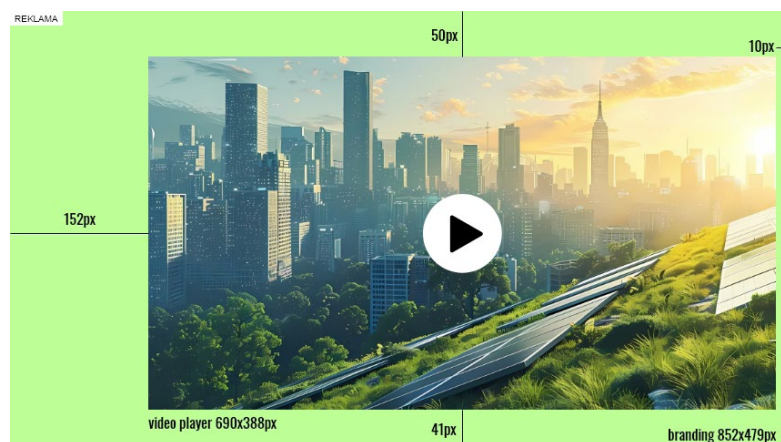 REKLAMA
50px
10px
152px
video player 690x388px
41px
branding 852x479px